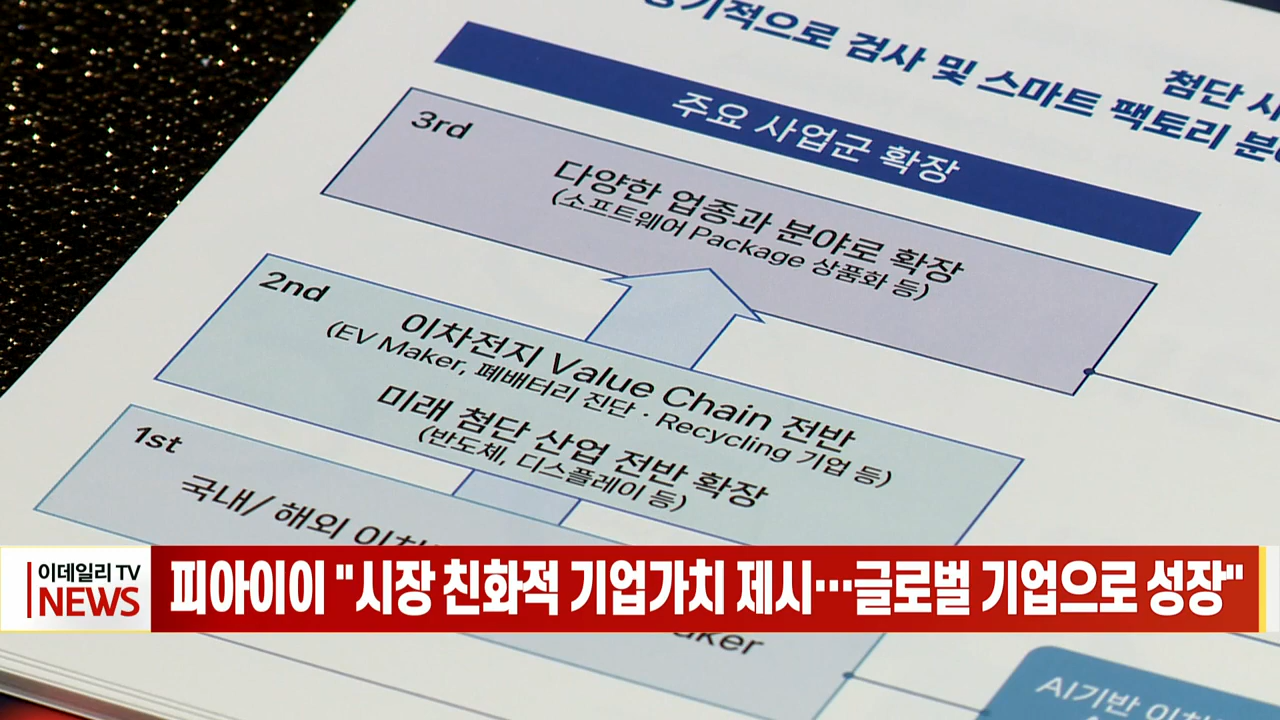 장기적으로 검사 및 스마트 팩토리
첨단
주요 사업군 확장
3rd
다양한 업종과 분야로 확장
(소프트웨어 Package 상품화 등)
2nd
이차전지 Value Chain 전반
(EV Maker, 폐배터리 진단 · Recycling 기업 등)
미래 첨단 산업 전반 확장
(반도체, 디스플레이 등)
1st
국내/ 해외
이데일리 TV
NEWS
피아이이 "시장 친화적 기업가치 제시…글로벌 기업으로 성장"
AI기반